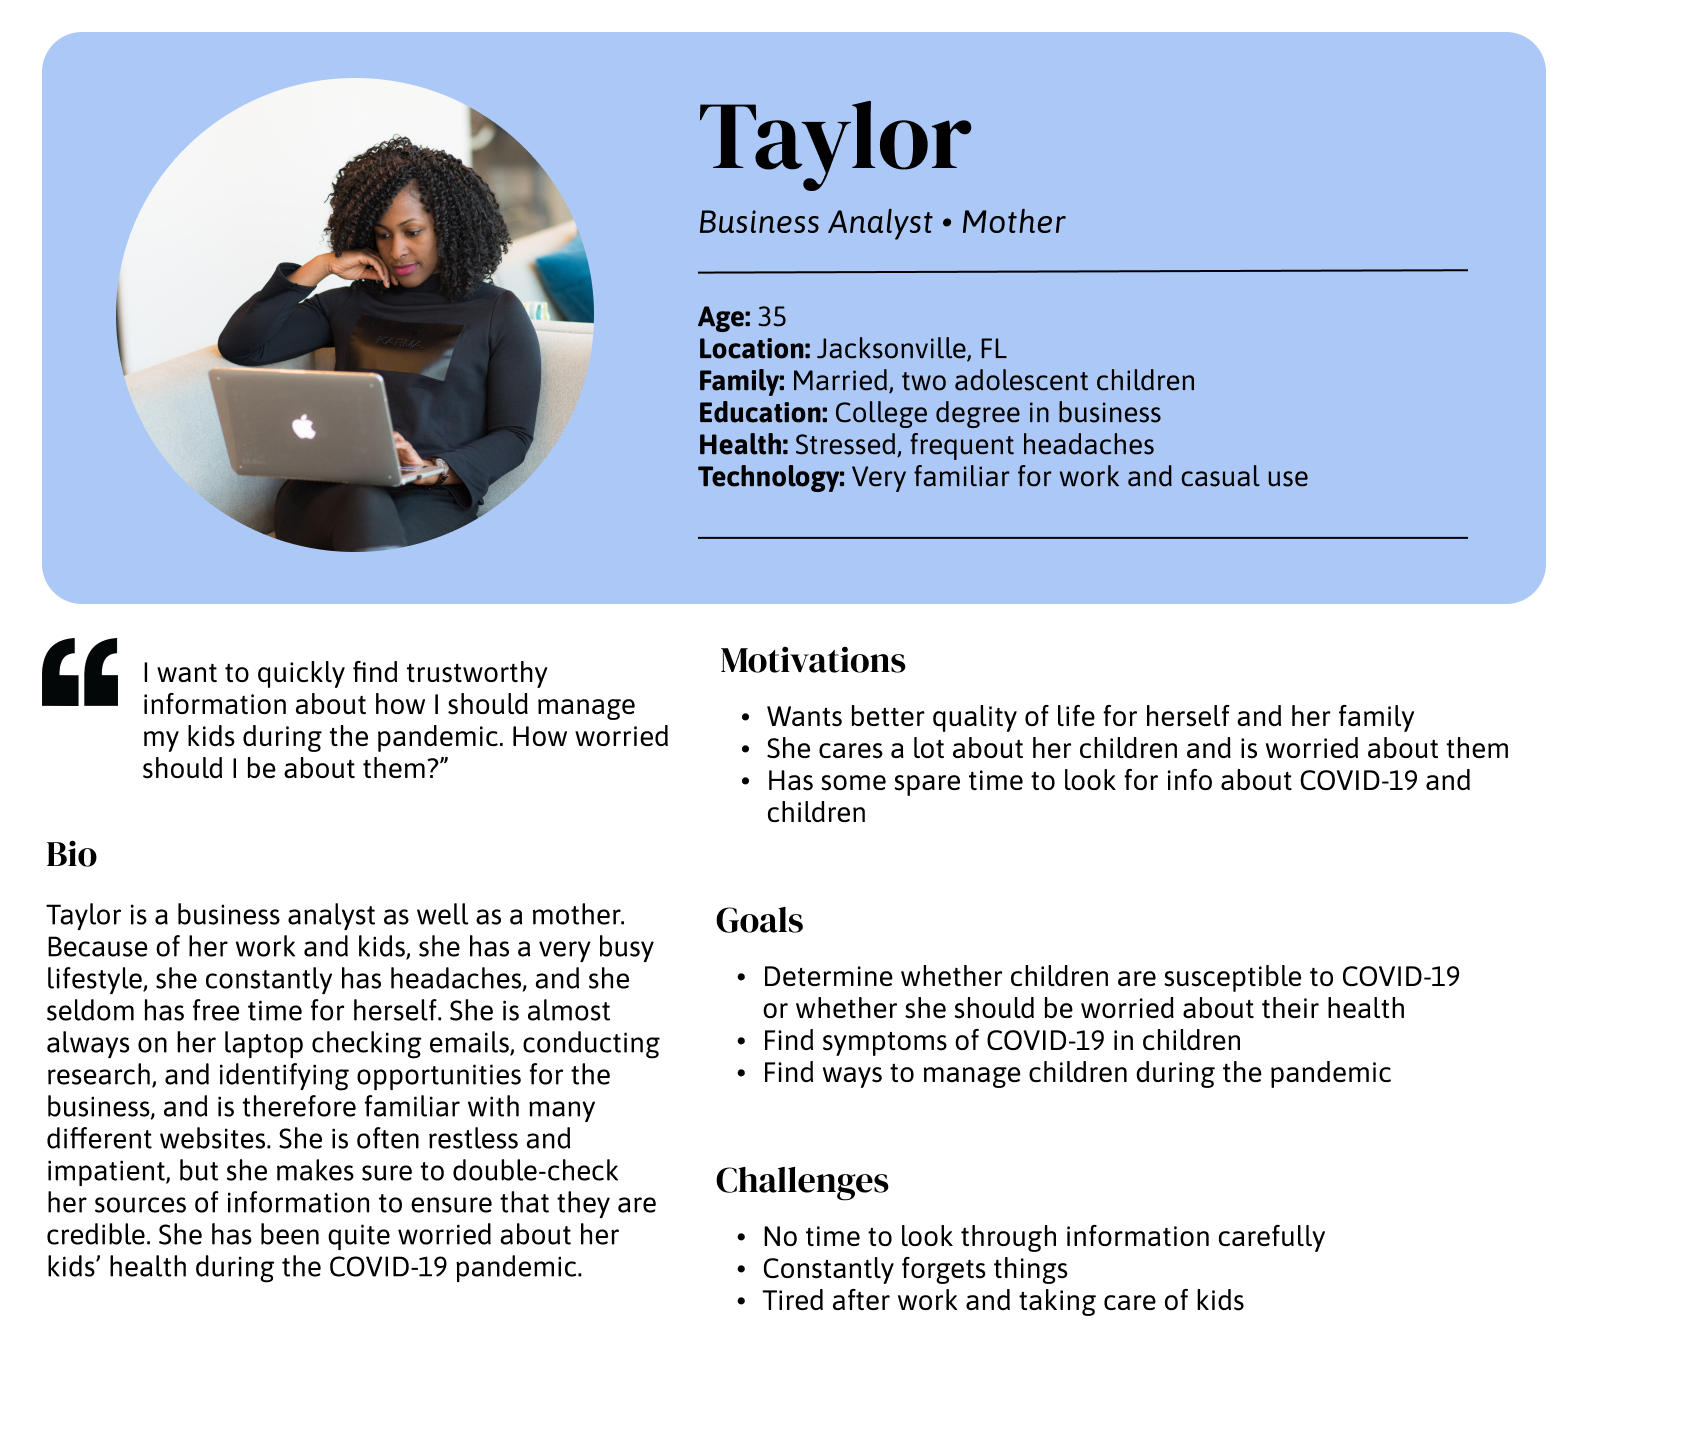 Taylor
Business Analyst • Mother
Age: 35
Location: Jacksonville, FL
Family: Married, two adolescent children
Education: College degree in business
Health: Stressed, frequent headaches
Technology: Very familiar for work and casual use
KARMA
“ I want to quickly find trustworthy
information about how I should manage
my kids during the pandemic. How worried
should I be about them?”
Bio
Taylor is a business analyst as well as a mother.
Because of her work and kids, she has a very busy
lifestyle, she constantly has headaches, and she
seldom has free time for herself. She is almost
always on her laptop checking emails, conducting
research, and identifying opportunities for the
business, and is therefore familiar with many
different websites. She is often restless and
impatient, but she makes sure to double-check
her sources of information to ensure that they are
credible. She has been quite worried about her
kids’ health during the COVID-19 pandemic.
Motivations
• Wants better quality of life for herself and her family
• She cares a lot about her children and is worried about them
• Has some spare time to look for info about COVID-19 and
children
Goals
• Determine whether children are susceptible to COVID-19
or whether she should be worried about their health
• Find symptoms of COVID-19 in children
• Find ways to manage children during the pandemic
Challenges
• No time to look through information carefully
• Constantly forgets things
• Tired after work and taking care of kids